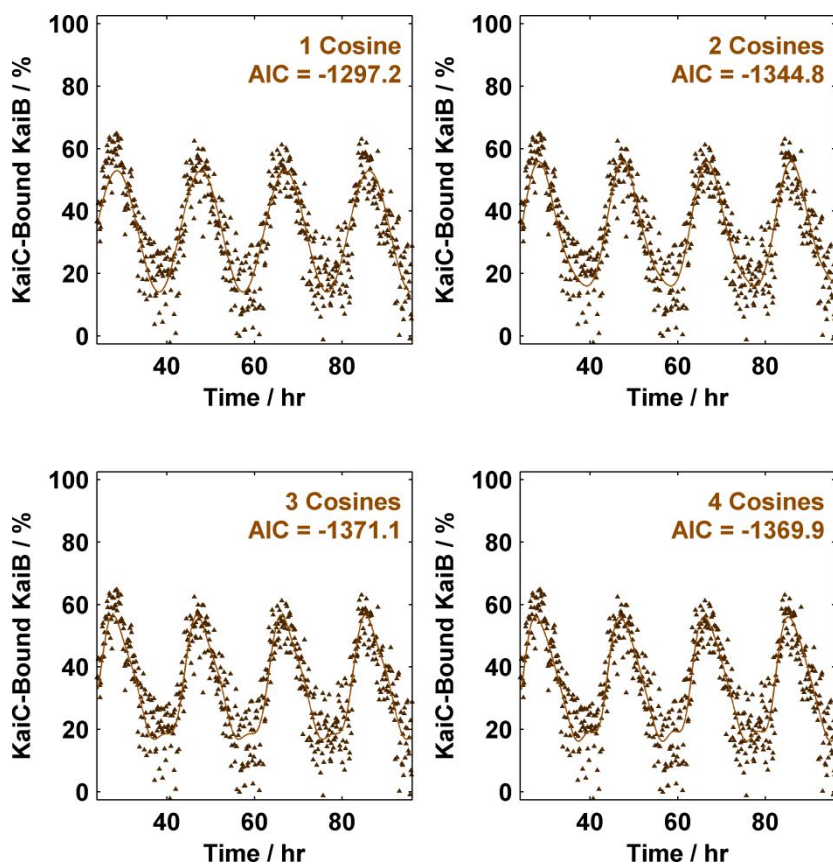 100
80
60
40
20
0
KaiC-Bound KaiB / %
1 Cosine
AIC = -1297.2
40 60 80
Time / hr
100
80
60
40
20
0
KaiC-Bound KaiB / %
2 Cosines
AIC = -1344.8
40 60 80
Time / hr
100
80
60
40
20
0
KaiC-Bound KaiB / %
3 Cosines
AIC = -1371.1
40 60 80
Time / hr
100
80
60
40
20
0
KaiC-Bound KaiB / %
4 Cosines
AIC = -1369.9
40 60 80
Time / hr